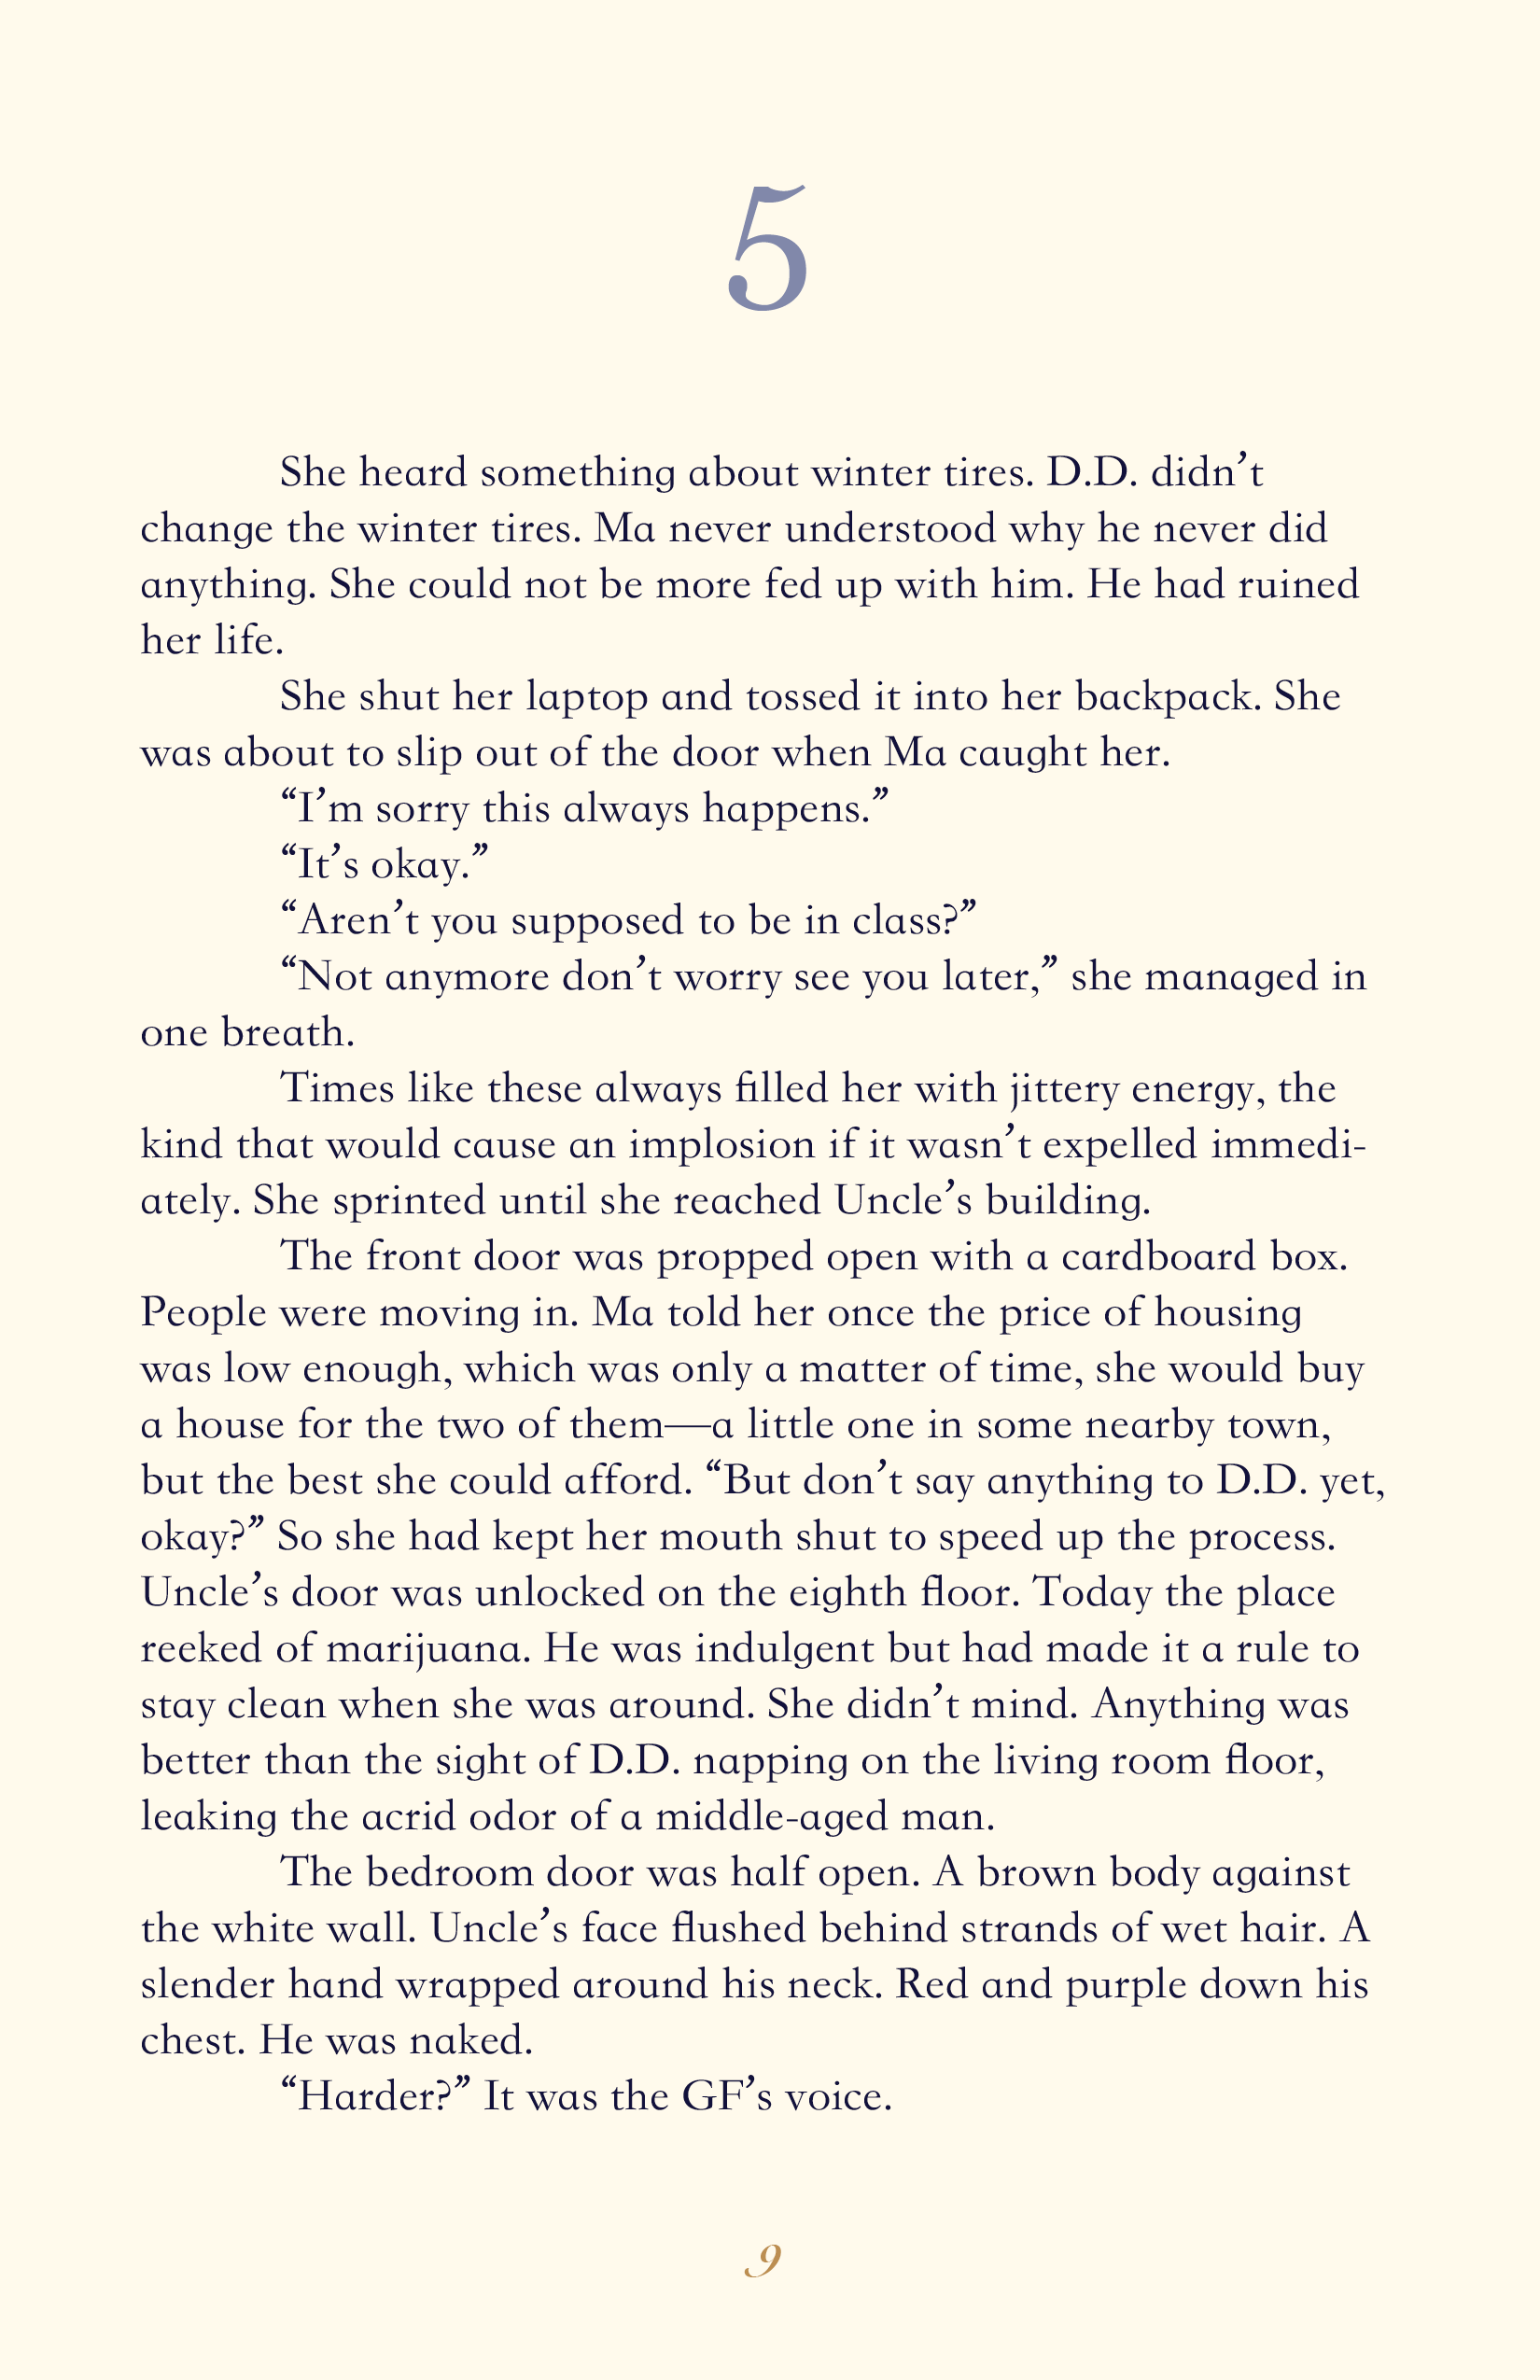 5
She heard something about winter tires. D.D. didn’t
change the winter tires. Ma never understood why he never did
anything. She could not be more fed up with him. He had ruined
her life.
She shut her laptop and tossed it into her backpack. She
was about to slip out of the door when Ma caught her.
“I’m sorry this always happens.”
“It’s okay.”
“Aren’t you supposed to be in class?”
“Not anymore don’t worry see you later,” she managed in
one breath.
Times like these always filled her with jittery energy, the
kind that would cause an implosion if it wasn’t expelled immedi-
ately. She sprinted until she reached Uncle’s building.
The front door was propped open with a cardboard box.
People were moving in. Ma told her once the price of housing
was low enough, which was only a matter of time, she would buy
a house for the two of them—a little one in some nearby town,
but the best she could afford. “But don’t say anything to D.D. yet,
okay?” So she had kept her mouth shut to speed up the process.
Uncle’s door was unlocked on the eighth floor. Today the place
reeked of marijuana. He was indulgent but had made it a rule to
stay clean when she was around. She didn’t mind. Anything was
better than the sight of D.D. napping on the living room floor,
leaking the acrid odor of a middle-aged man.
The bedroom door was half open. A brown body against
the white wall. Uncle’s face flushed behind strands of wet hair. A
slender hand wrapped around his neck. Red and purple down his
chest. He was naked.
“Harder?” It was the GF’s voice.
9